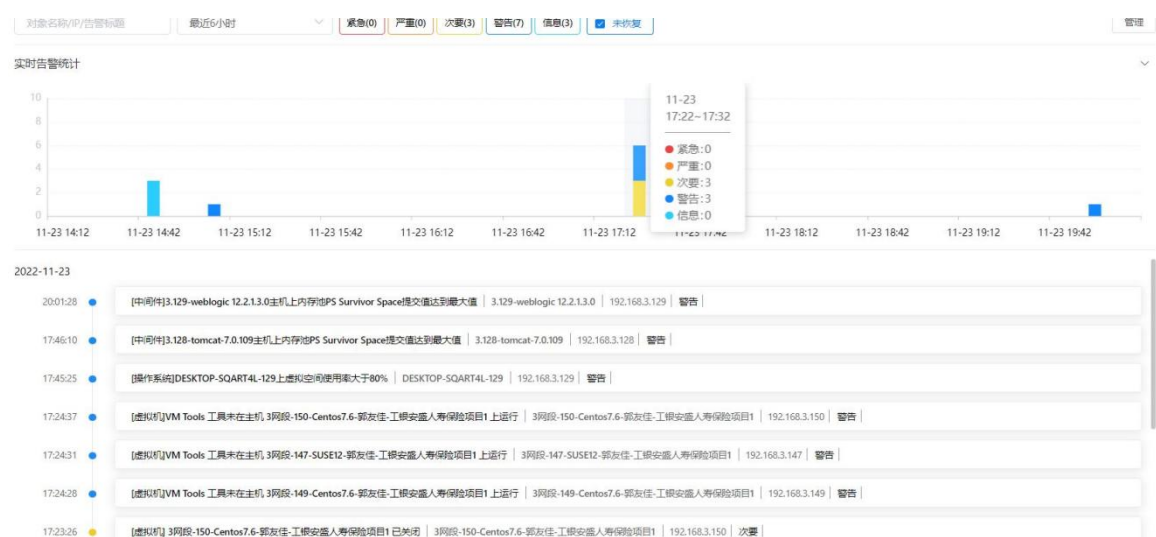 对象名称/IP/告警标题 最近6小时 紧急(0) 严重(0) 次要(3) 警告(7) 信息(3) 未恢复 管理
实时告警统计
10
8
6
4
2
0
11-23
17:22~17:32
紧急:0
严重:0
次要:3
警告:3
信息:0
11-23 14:12 11-23 14:42 11-23 15:12 11-23 15:42 11-23 16:12 11-23 16:42 11-23 17:12 11-23 17:42 11-23 18:12 11-23 18:42 11-23 19:12 11-23 19:42
2022-11-23
20:01:28 [中间件]3.129-weblogic 12.2.1.3.0主机上内存池PS Survivor Space提交值达到最大值 3.129-weblogic 12.2.1.3.0 192.168.3.129 警告
17:46:10 [中间件]3.128-tomcat-7.0.109主机上内存池PS Survivor Space提交值达到最大值 3.128-tomcat-7.0.109 192.168.3.128 警告
17:45:25 [操作系统]DESKTOP-SQART4L-129上虚拟空间使用率大于80% DESKTOP-SQART4L-129 192.168.3.129 警告
17:24:37 [虚拟机]VM Tools 工具未在主机 3网段-150-Centos7.6-郭友佳-工银安盛人寿保险项目1 上运行 3网段-150-Centos7.6-郭友佳-工银安盛人寿保险项目1 192.168.3.150 警告
17:24:31 [虚拟机]VM Tools 工具未在主机 3网段-147-SUSE12-郭友佳-工银安盛人寿保险项目1 上运行 3网段-147-SUSE12-郭友佳-工银安盛人寿保险项目1 192.168.3.147 警告
17:24:28 [虚拟机]VM Tools 工具未在主机 3网段-149-Centos7.6-郭友佳-工银安盛人寿保险项目1 上运行 3网段-149-Centos7.6-郭友佳-工银安盛人寿保险项目1 192.168.3.149 警告
17:23:26 [虚拟机] 3网段-150-Centos7.6-郭友佳-工银安盛人寿保险项目1 已关闭 3网段-150-Centos7.6-郭友佳-工银安盛人寿保险项目1 192.168.3.150 次要